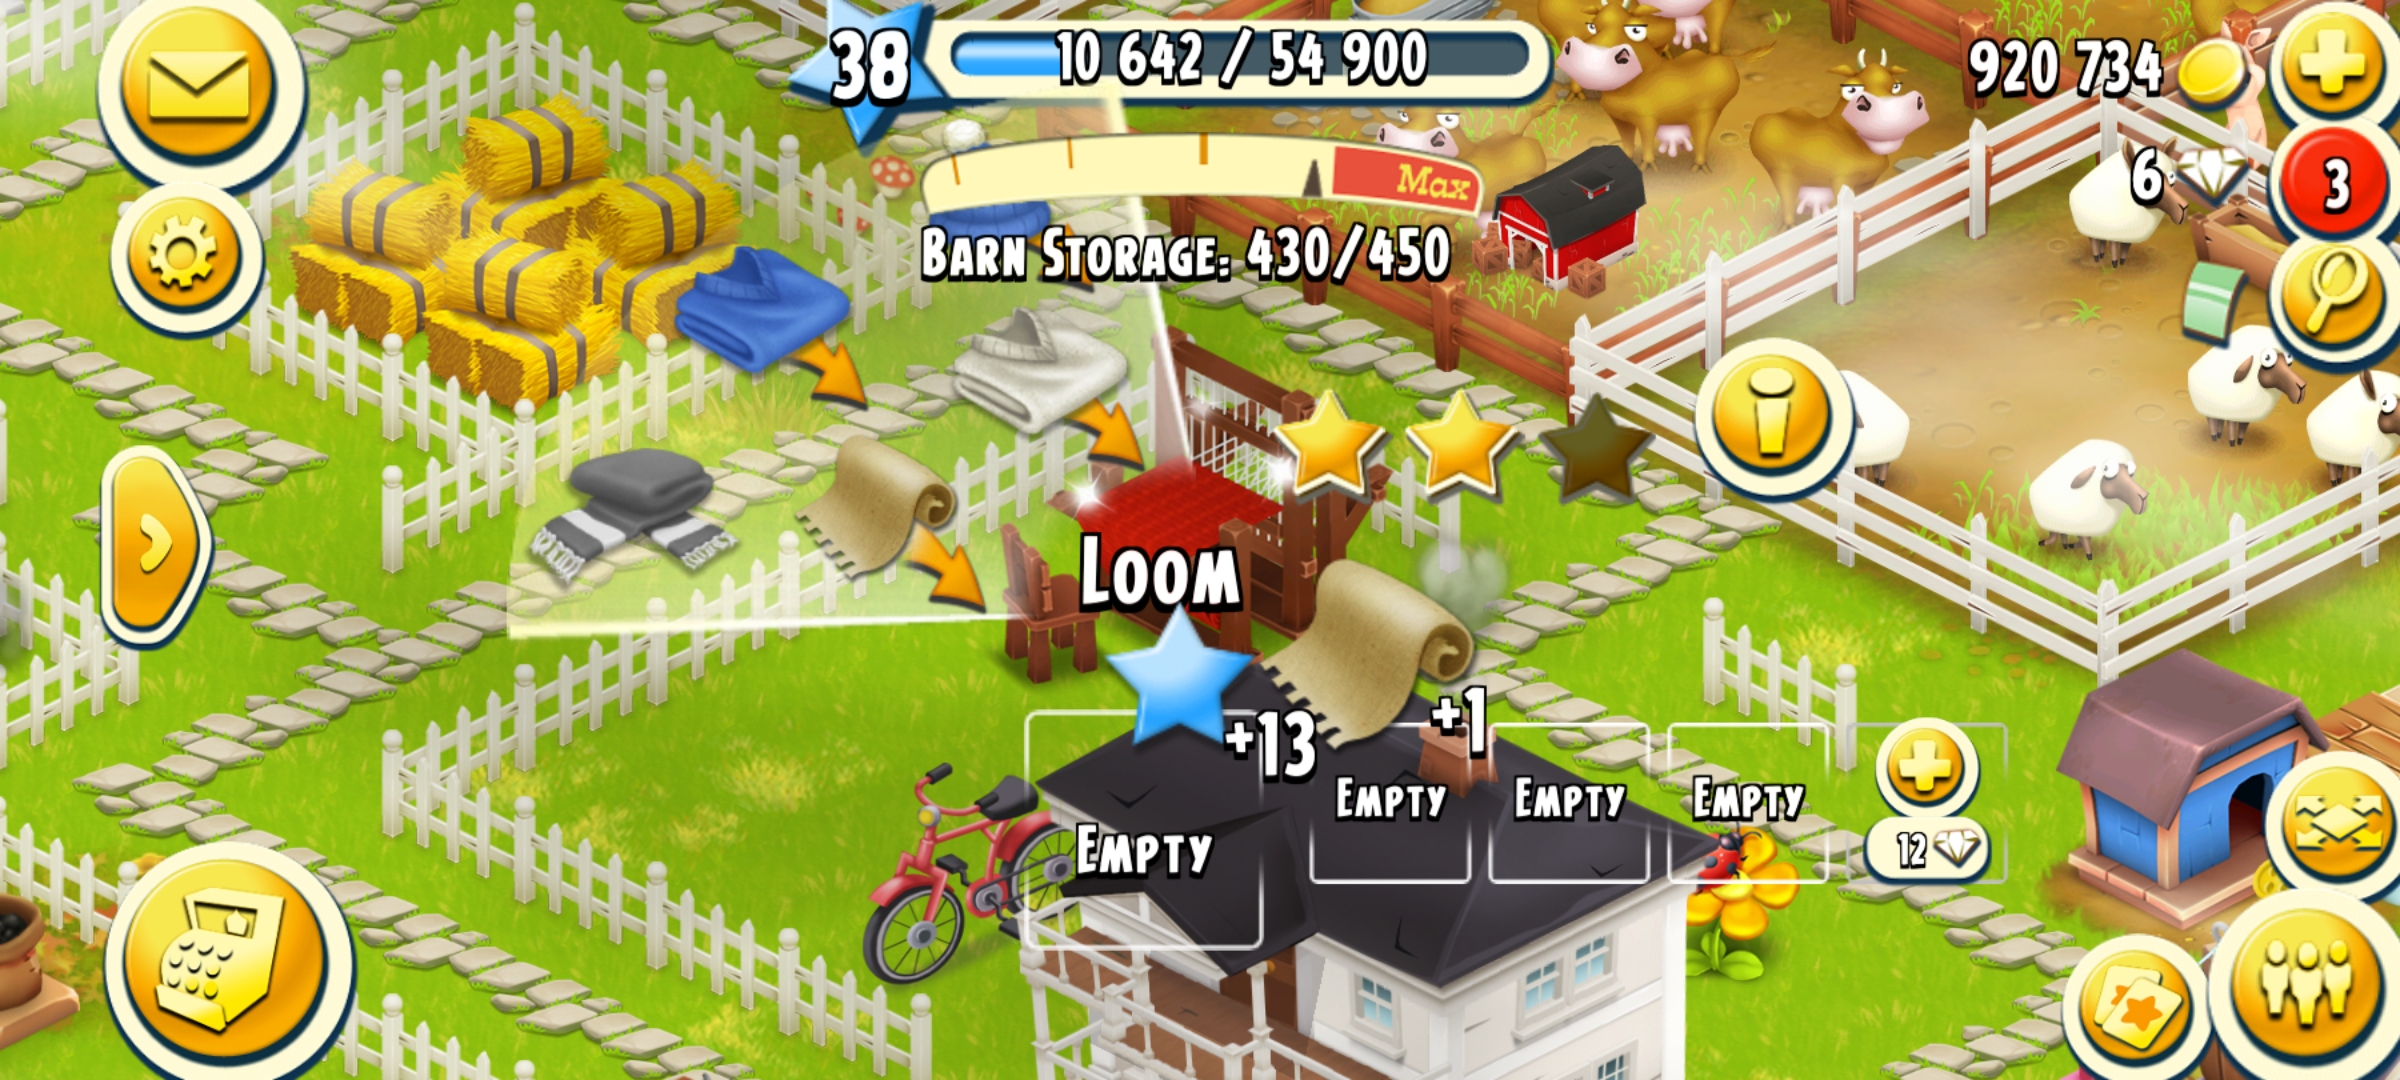 38
10 642 / 54 900
920 734
Max
6
3
BARN STORAGE: 430/450
LOOM
+13
+1
EMPTY
EMPTY
EMPTY
EMPTY
12